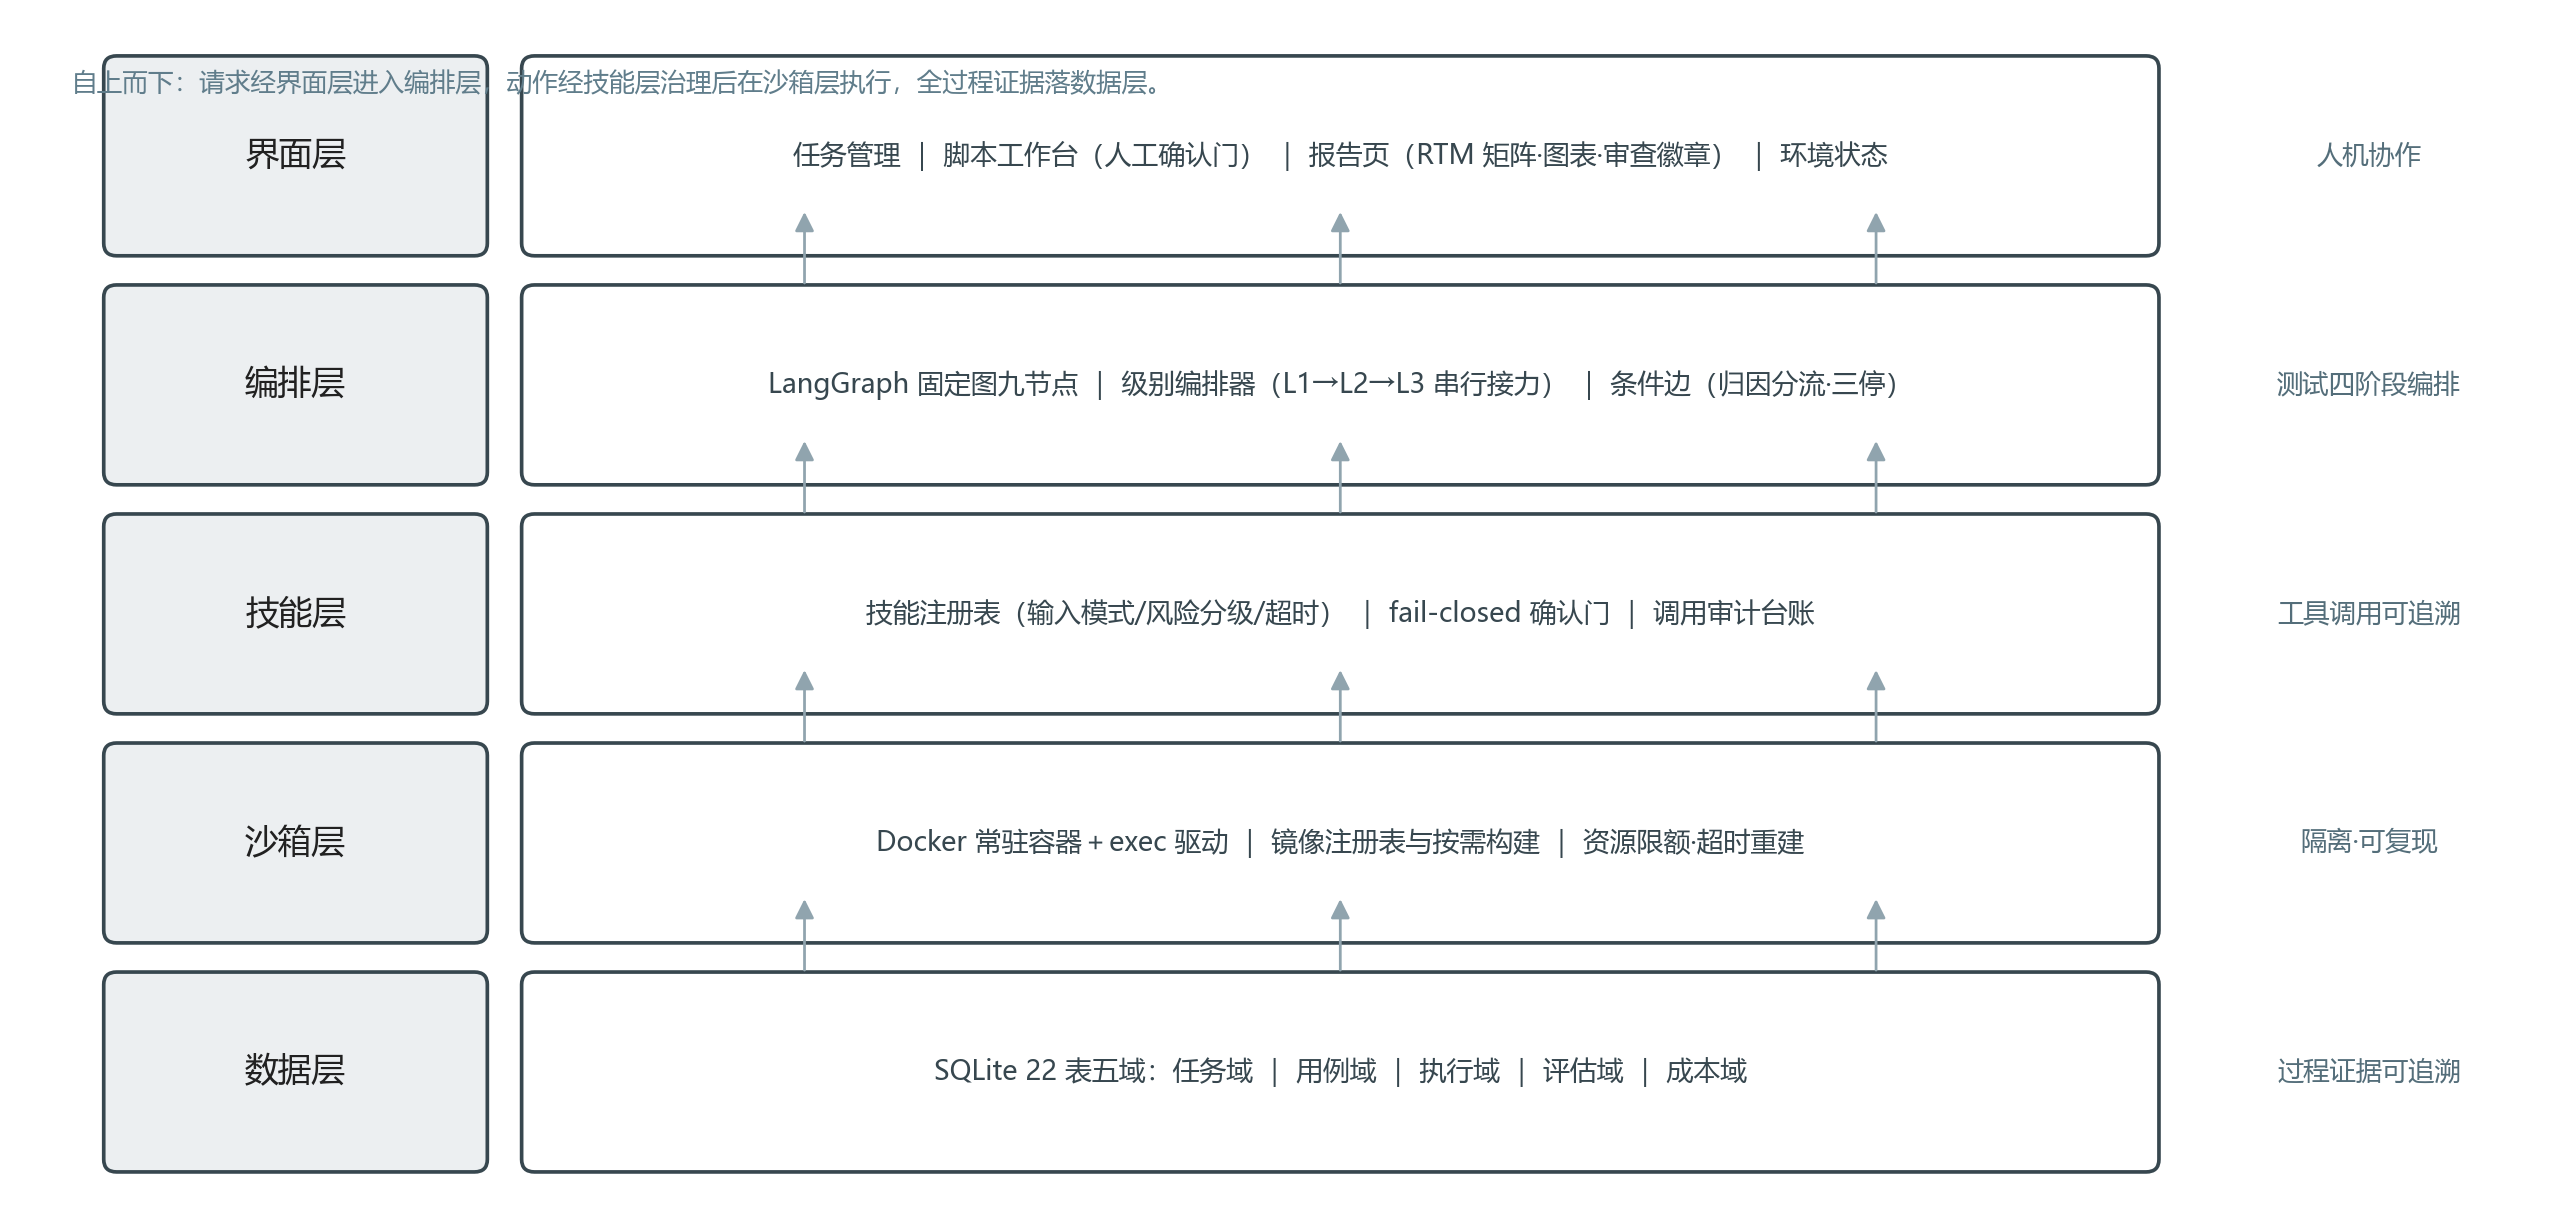 自上而下：请求经界面层进入编排层，动作经技能层治理后在沙箱层执行，全过程证据落数据层。
界面层
任务管理 | 脚本工作台（人工确认门） | 报告页（RTM 矩阵·图表·审查徽章） | 环境状态
人机协作
编排层
LangGraph 固定图九节点 | 级别编排器（L1→L2→L3 串行接力） | 条件边（归因分流·三停）
测试四阶段编排
技能层
技能注册表（输入模式/风险分级/超时） | fail-closed 确认门 | 调用审计台账
工具调用可追溯
沙箱层
Docker 常驻容器＋exec 驱动 | 镜像注册表与按需构建 | 资源限额·超时重建
隔离·可复现
数据层
SQLite 22 表五域：任务域 | 用例域 | 执行域 | 评估域 | 成本域
过程证据可追溯